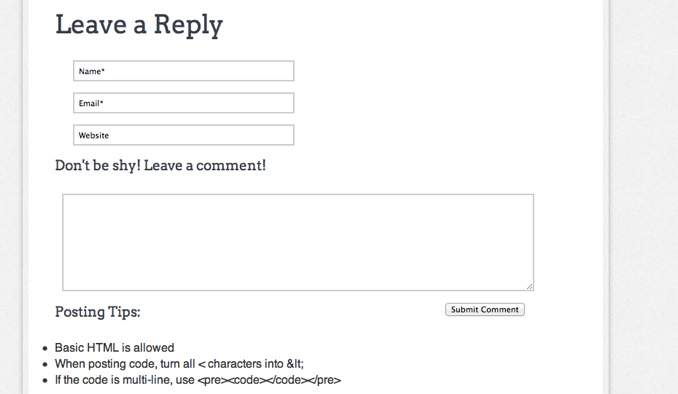 Leave a Reply
Name*
Email*
Website
Don't be shy! Leave a comment!
Posting Tips:
Submit Comment
Basic HTML is allowed
When posting code, turn all < characters into &lt;
If the code is multi-line, use <pre><code></code></pre>